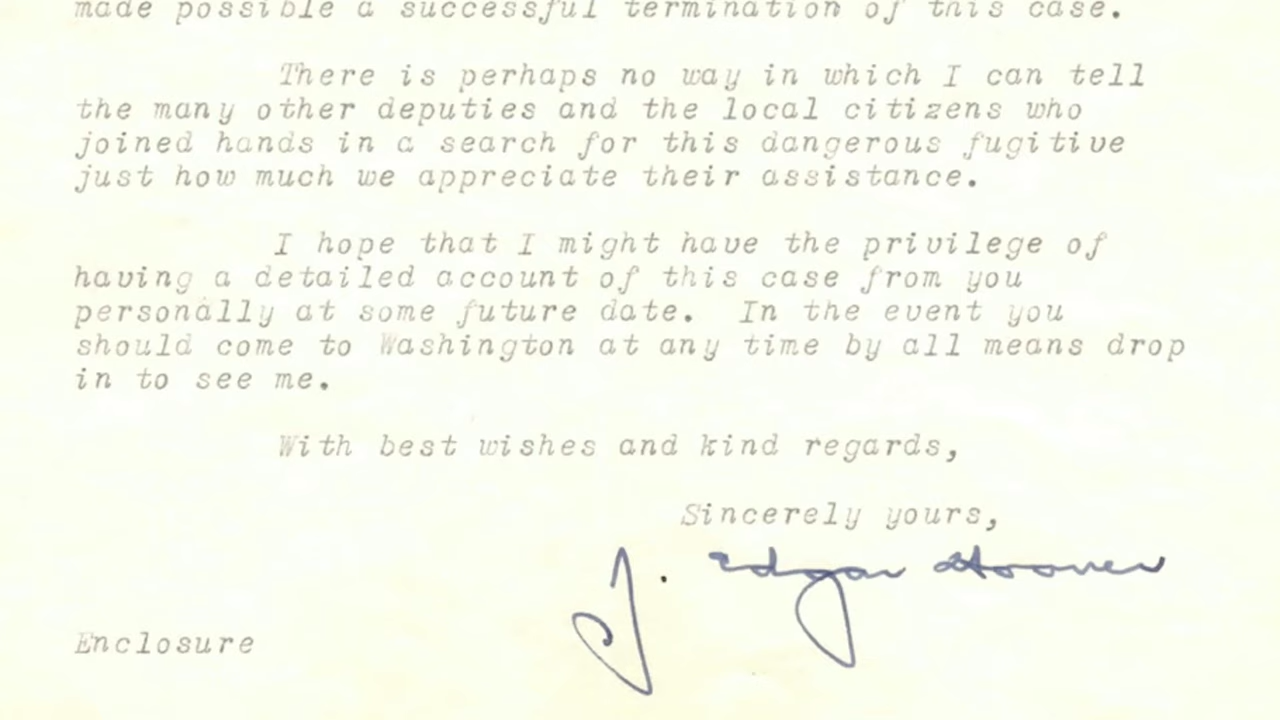 made possible a successful termination of this case.
There is perhaps no way in which I can tell
the many other deputies and the local citizens who
joined hands in a search for this dangerous fugitive
just how much we appreciate their assistance.
I hope that I might have the privilege of
having a detailed account of this case from you
personally at some future date. In the event you
should come to Washington at any time by all means drop
in to see me.
With best wishes and kind regards,
Sincerely yours,
J. Edgar Hoover
Enclosure